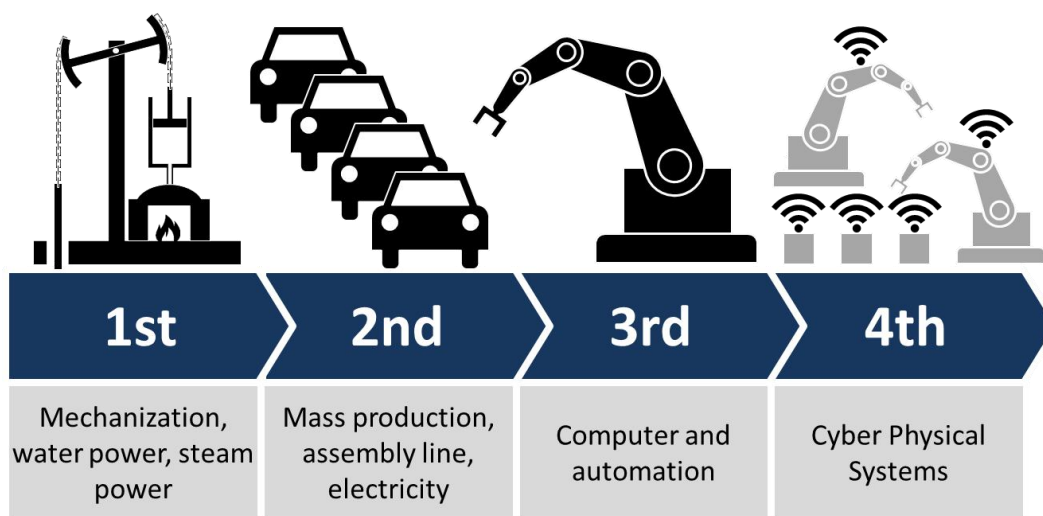 1st
2nd
3rd
4th
Mechanization,
water power, steam
power
Mass production,
assembly line,
electricity
Computer and
automation
Cyber Physical
Systems